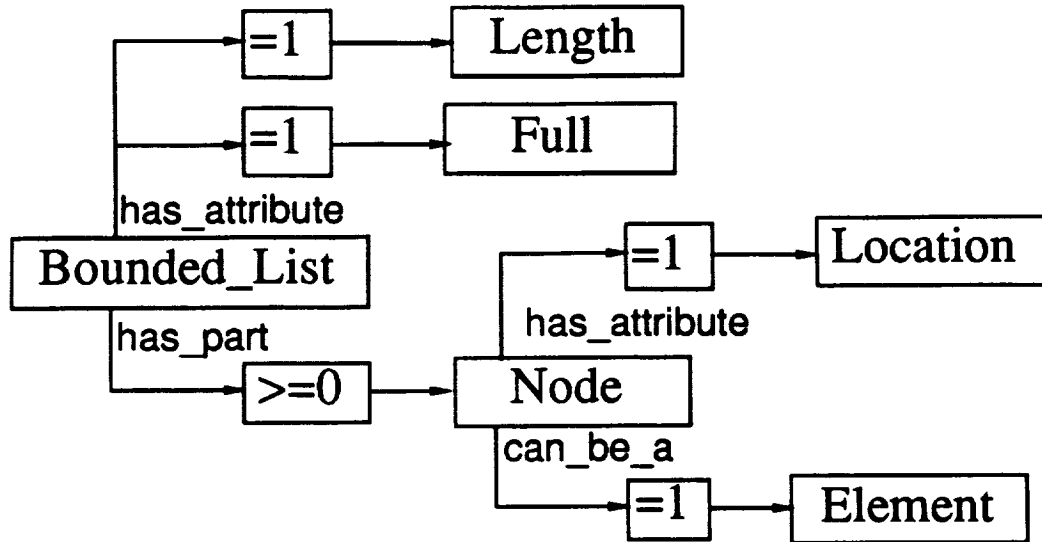 =1
Length
=1
Full
has_attribute
Bounded_List
=1
Location
has_part
has_attribute
>=0
Node
can_be_a
=1
Element